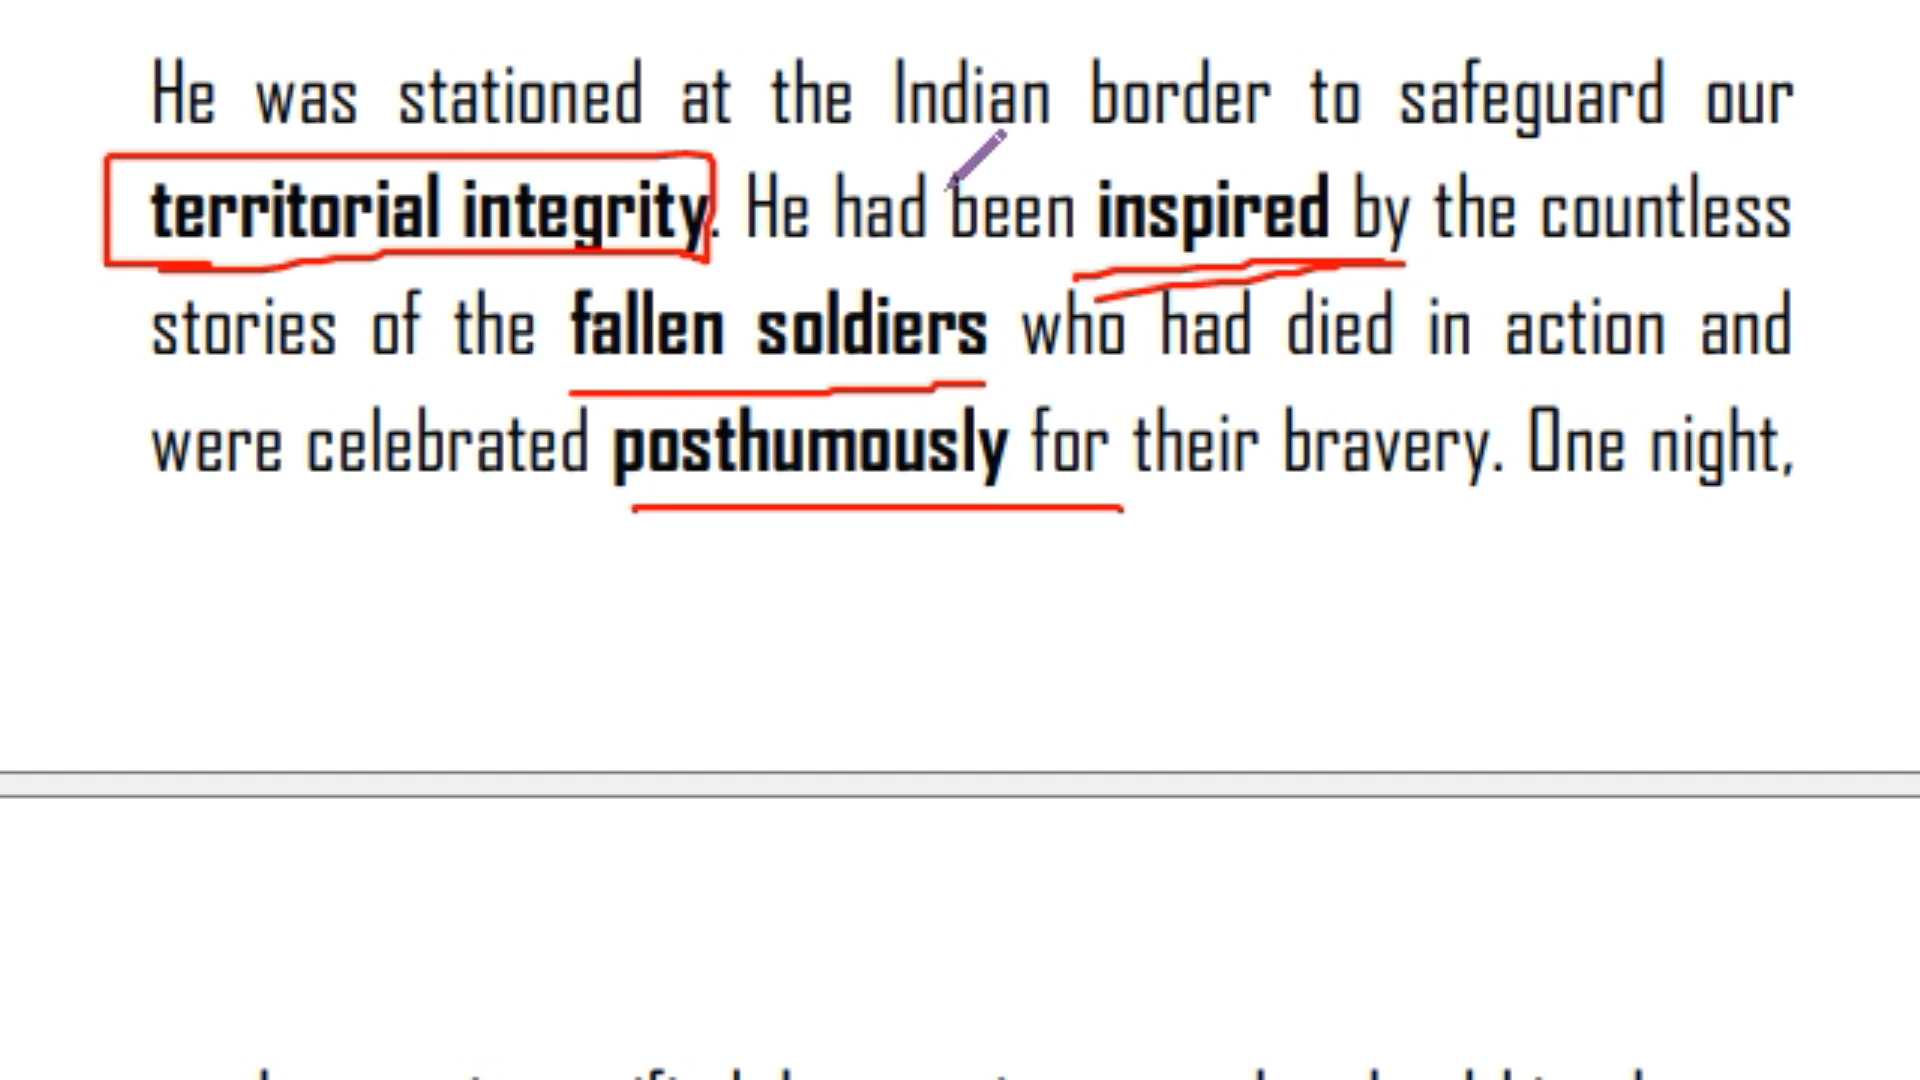 He was stationed at the Indian border to safeguard our
territorial integrity. He had been inspired by the countless
stories of the fallen soldiers who had died in action and
were celebrated posthumously for their bravery. One night,